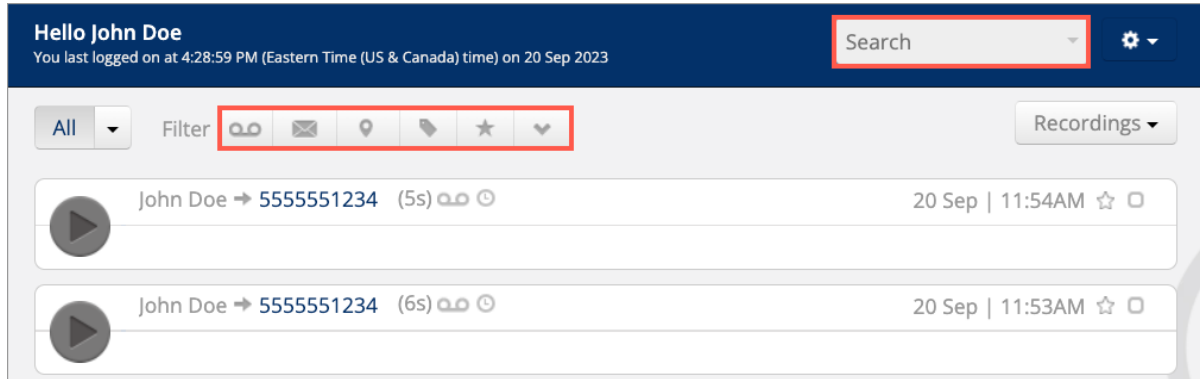 Hello John Doe
You last logged on at 4:28:59 PM (Eastern Time (US & Canada) time) on 20 Sep 2023
Search
All
Filter
Recordings
John Doe → 5555551234 (5s)
20 Sep | 11:54AM
John Doe → 5555551234 (6s)
20 Sep | 11:53AM